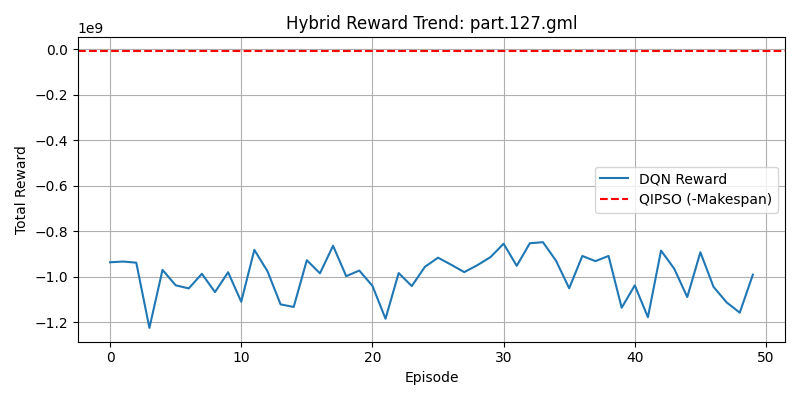 Hybrid Reward Trend: part.127.gml
1e9
0.0
−0.2
−0.4
−0.6
−0.8
−1.0
−1.2
Total Reward
DQN Reward
QIPSO (-Makespan)
0 10 20 30 40 50
Episode